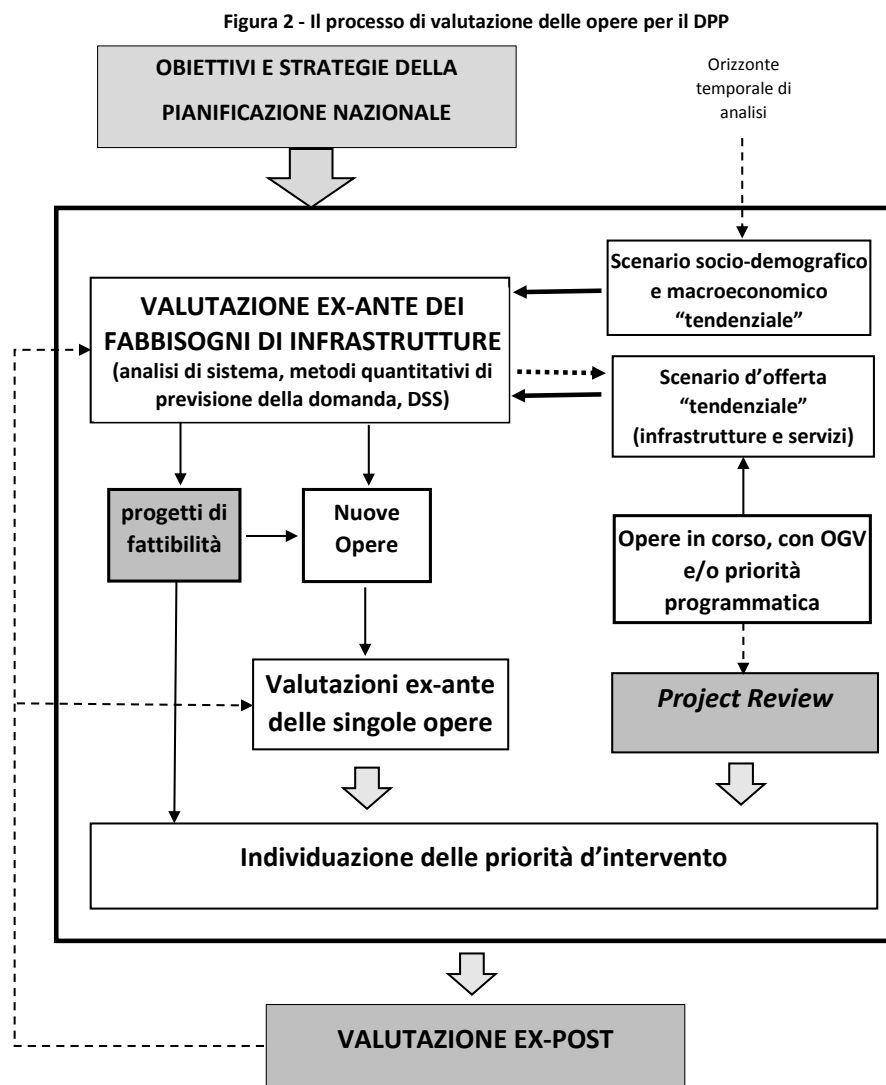 Figura 2 - Il processo di valutazione delle opere per il DPP
OBIETTIVI E STRATEGIE DELLA
PIANIFICAZIONE NAZIONALE
Orizzonte
temporale di
analisi
Scenario socio-demografico
e macroeconomico
“tendenziale”
VALUTAZIONE EX-ANTE DEI
FABBISOGNI DI INFRASTRUTTURE
(analisi di sistema, metodi quantitativi di
previsione della domanda, DSS)
Scenario d’offerta
“tendenziale”
(infrastrutture e servizi)
progetti di
fattibilità
Nuove
Opere
Opere in corso, con OGV
e/o priorità
programmatica
Valutazioni ex-ante
delle singole opere
Project Review
Individuazione delle priorità d’intervento
VALUTAZIONE EX-POST